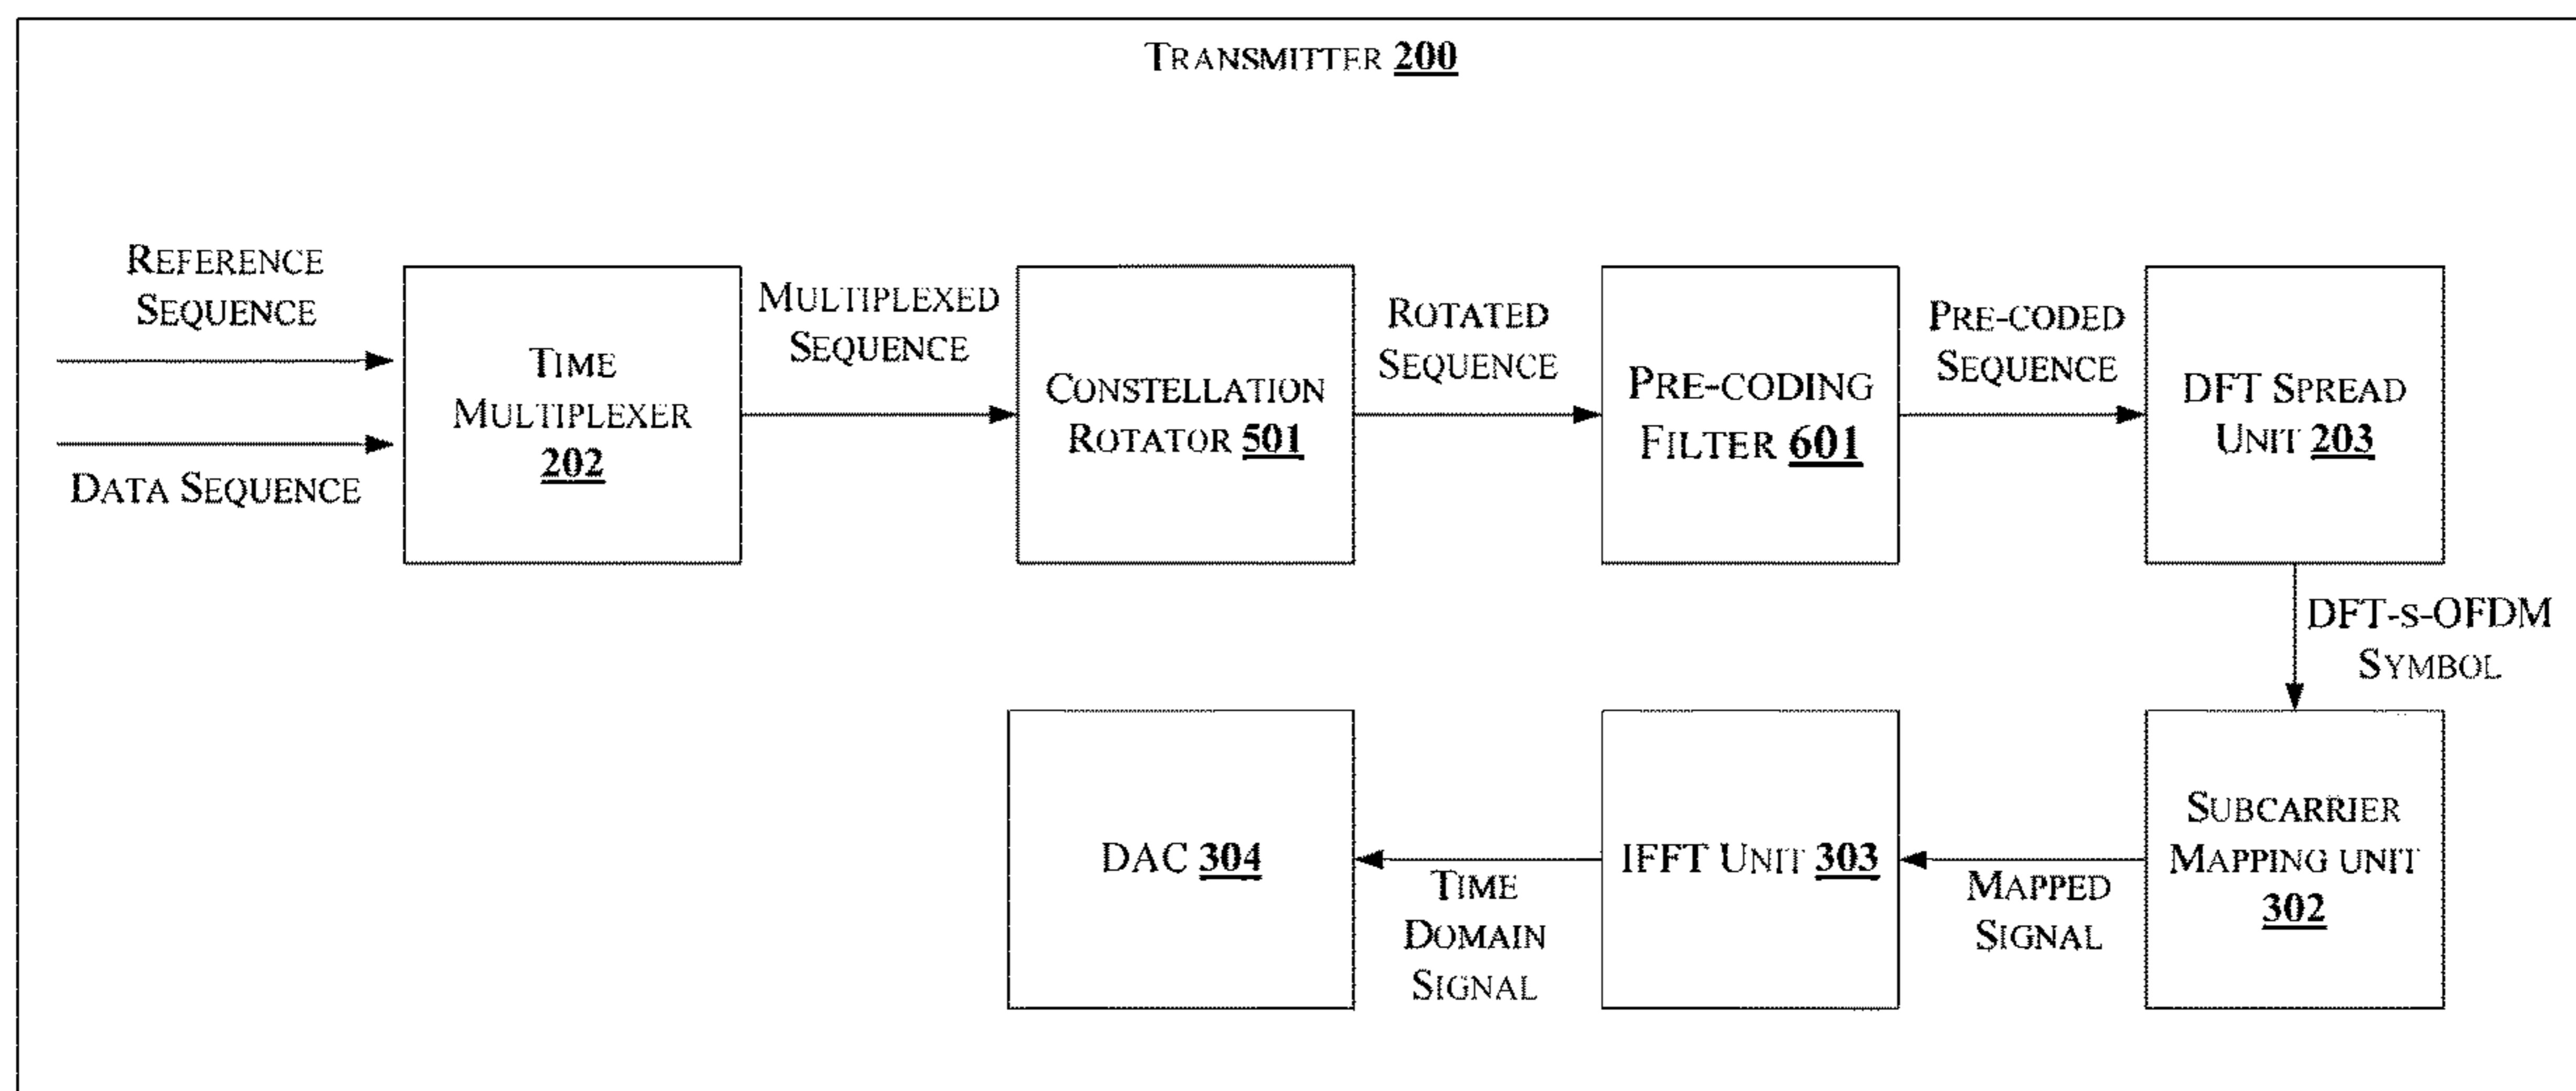 TRANSMITTER 200
REFERENCE
SEQUENCE
DATA SEQUENCE
TIME
MULTIPLEXER
202
MULTIPLEXED
SEQUENCE
CONSTELLATION
ROTATOR 501
ROTATED
SEQUENCE
PRE-CODING
FILTER 601
PRE-CODED
SEQUENCE
DFT SPREAD
UNIT 203
DFT-S-OFDM
SYMBOL
SUBCARRIER
MAPPING UNIT
302
MAPPED
SIGNAL
IFFT UNIT 303
TIME
DOMAIN
SIGNAL
DAC 304